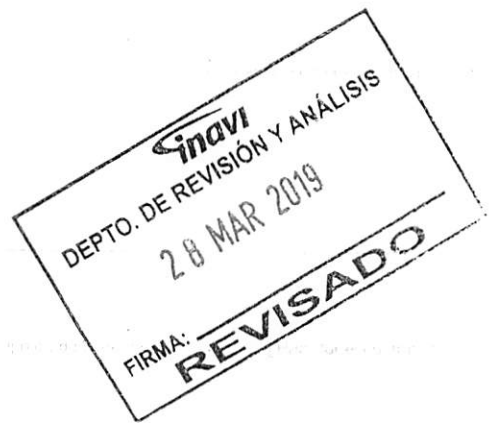 inavi
DEPTO. DE REVISIÓN Y ANÁLISIS
28 MAR 2019
FIRMA:
REVISADO